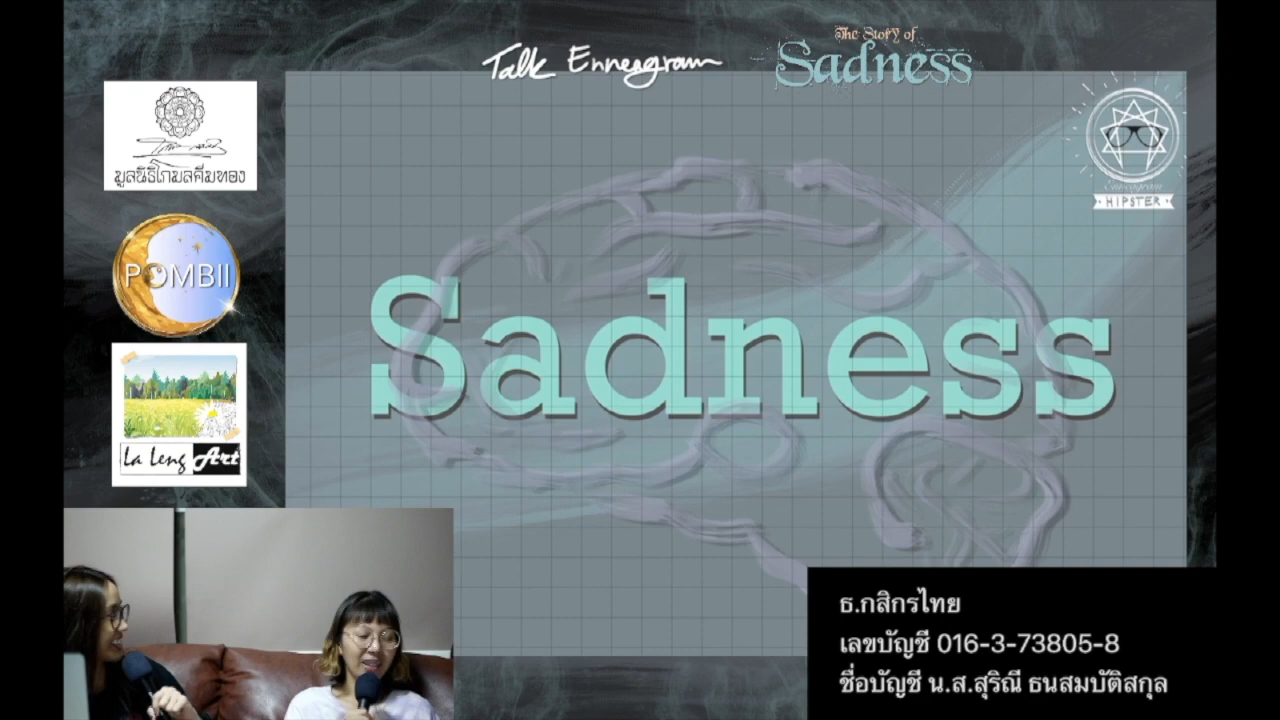 Talk Enneagram
The Story of
Sadness
มูลนิธิโกมลคีมทอง
POMBII
La Leng Art
Enneagram
HIPSTER
Sadness
ธ.กสิกรไทย
เลขบัญชี 016-3-73805-8
ชื่อบัญชี น.ส.สุริณี ธนสมบัติสกุล